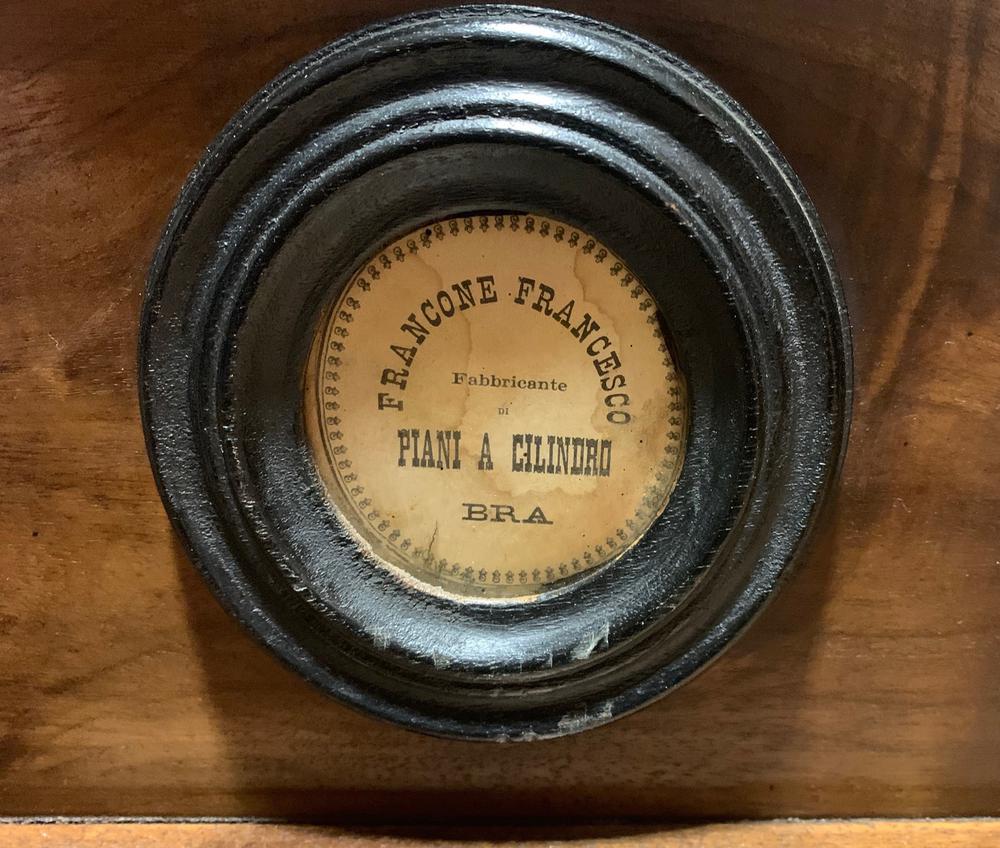 FRANCONE FRANCESCO
Fabbricante
DI
PIANI A CILINDRO
BRA